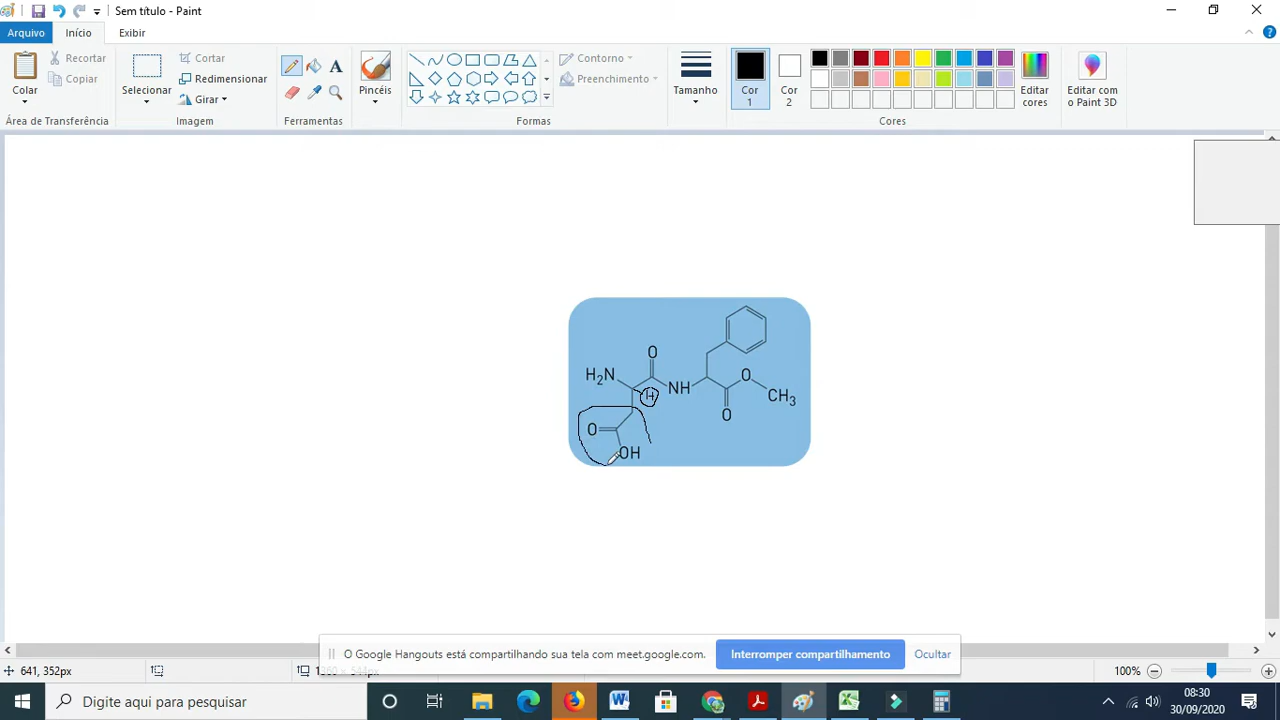 Sem título - Paint
Arquivo Início Exibir
Colar
Recortar
Copiar
Área de Transferência
Selecionar
Cortar
Redimensionar
Girar
Imagem
A
Ferramentas
Pincéis
Formas
Contorno
Preenchimento
Tamanho
Cor 1
Cor 2
Editar cores
Cores
Editar com o Paint 3D
O
H2N
NH
O
CH3
H
O
O
OH
O Google Hangouts está compartilhando sua tela com meet.google.com. Interromper compartilhamento Ocultar
641, 352px
1360 × 544px
100%
Digite aqui para pesquisar
08:30
30/09/2020